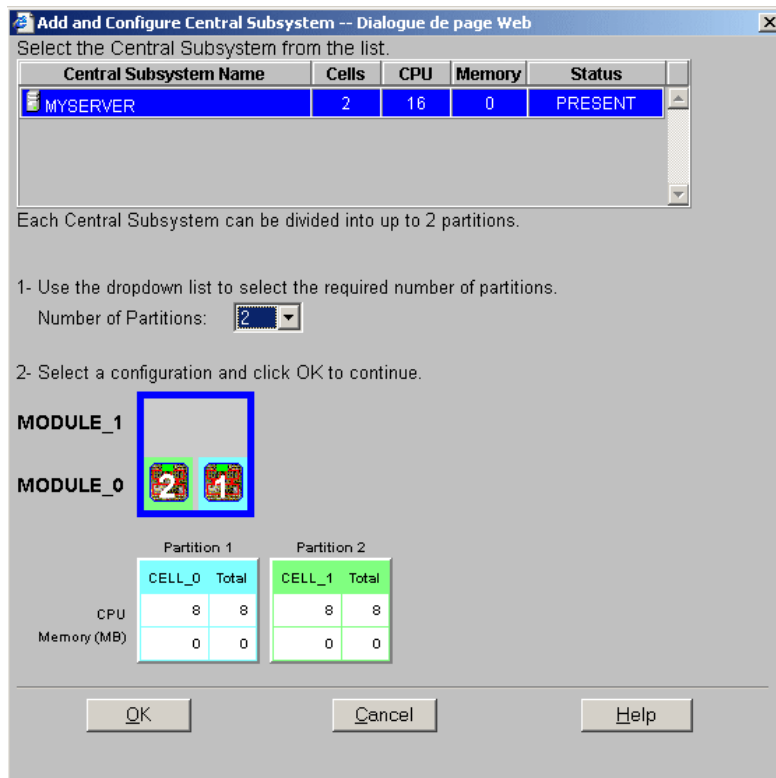 Add and Configure Central Subsystem -- Dialogue de page Web
Select the Central Subsystem from the list.
Central Subsystem Name Cells CPU Memory Status
MYSERVER 2 16 0 PRESENT
Each Central Subsystem can be divided into up to 2 partitions.
1- Use the dropdown list to select the required number of partitions.
Number of Partitions: 2
2- Select a configuration and click OK to continue.
MODULE_1
MODULE_0 2 1
Partition 1 Partition 2
CELL_0 Total CELL_1 Total
CPU 8 8 8 8
Memory (MB) 0 0 0 0
OK Cancel Help